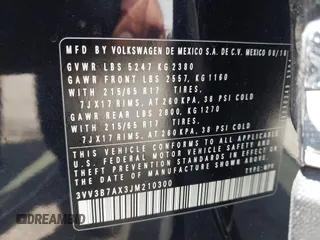 MFD.BY VOLKSWAGEN DE MEXICO S.A. DE C.V. MEXICO 08/18
GVWR LBS 5247 KG 2380
GAWR FRONT LBS 2557, KG 1160
WITH 215/65 R17 TIRES,
7JX17 RIMS, AT 260 KPA, 38 PSI COLD
GAWR REAR LBS 2800, KG 1270
WITH 215/65 R17 TIRES,
7JX17 RIMS, AT 260 KPA, 38 PSI COLD
THIS VEHICLE CONFORMS TO ALL APPLICABLE
U.S. FEDERAL MOTOR VEHICLE SAFETY AND
THEFT PREVENTION STANDARDS IN EFFECT ON THE
DATE OF MANUFACTURE SHOWN ABOVE.
3VV3B7AX3JM210300
TYPE: MPV
DREAMBID